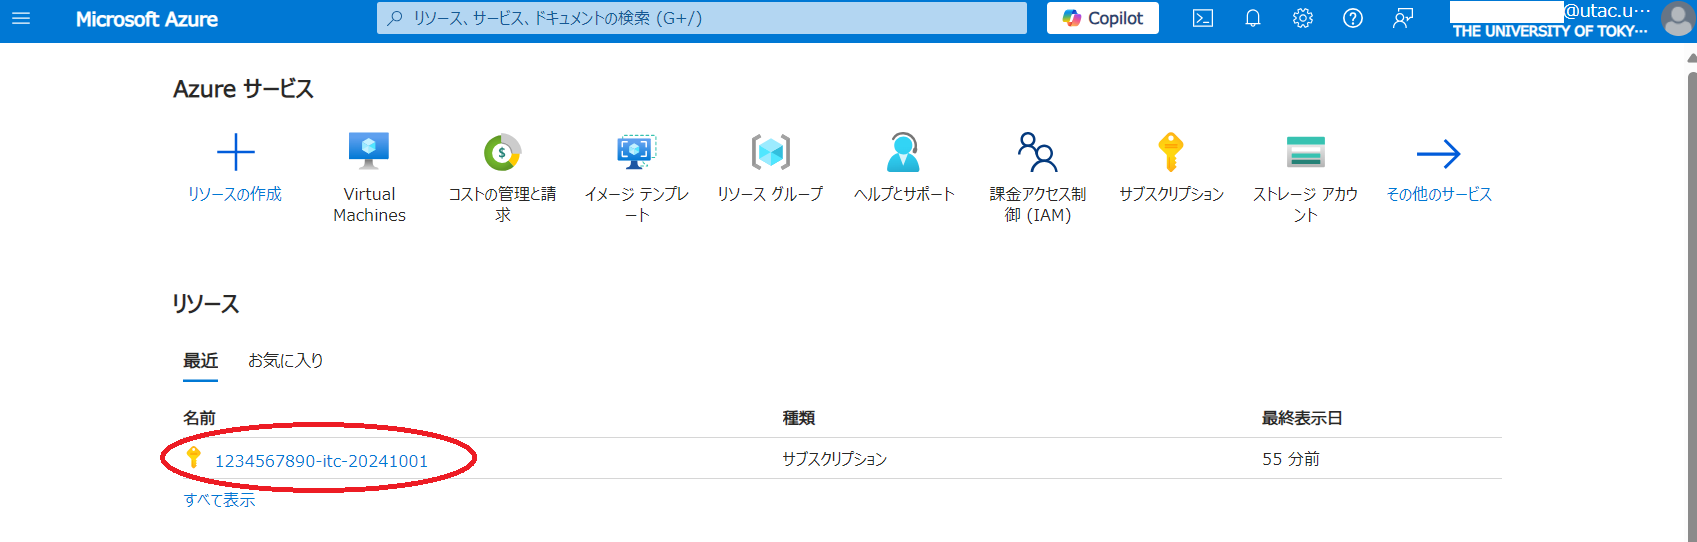 Microsoft Azure
リソース、サービス、ドキュメントの検索 (G+/)
Copilot
@utac.u…
THE UNIVERSITY OF TOKY…
Azure サービス
リソースの作成
Virtual
Machines
コストの管理と請
求
イメージ テンプレ
ート
リソース グループ
ヘルプとサポート
課金アクセス制
御 (IAM)
サブスクリプション
ストレージ アカウ
ント
その他のサービス
リソース
最近
お気に入り
名前
種類
最終表示日
1234567890-itc-20241001
サブスクリプション
55 分前
すべて表示